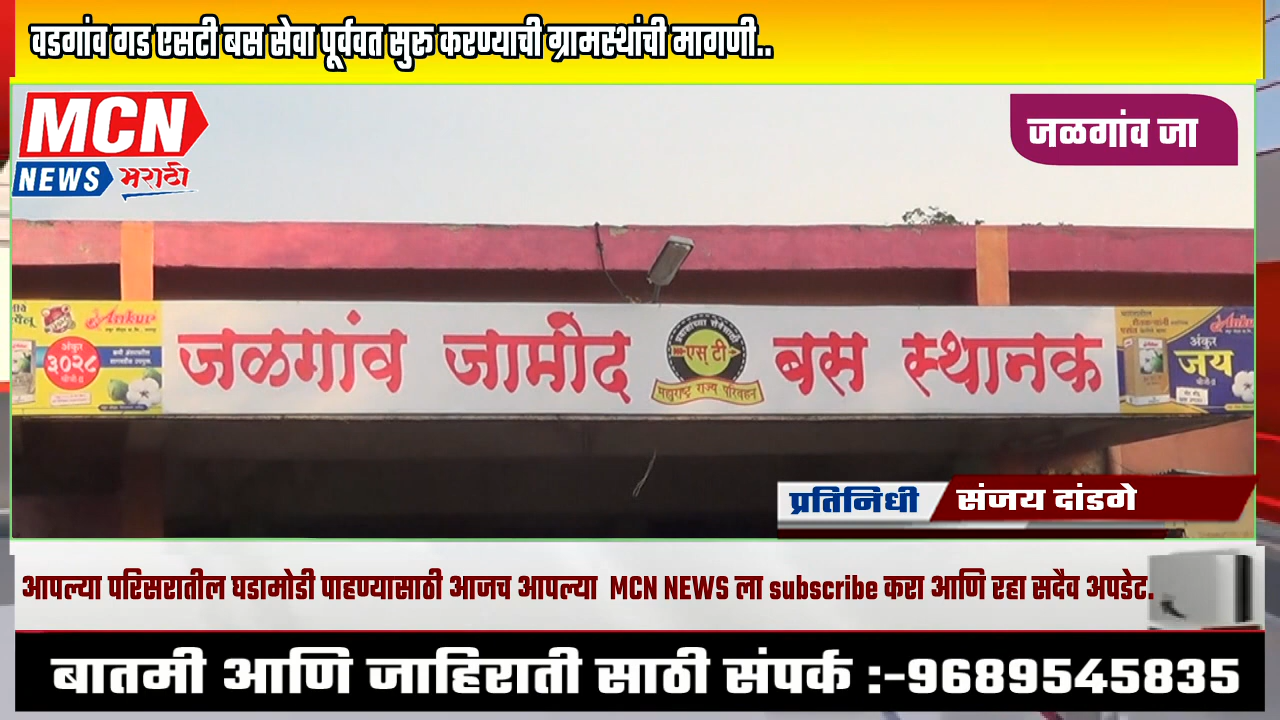 वडगांव गड एसटी बस सेवा पूर्ववत सुरु करण्याची ग्रामस्थांची मागणी..
MCN
NEWS मराठी
जळगांव जा
Ankur
अंकुर
३०२८
जळगांव जामोद
एस टी
महाराष्ट्र राज्य परिवहन
बस स्थानक
Ankur
अंकुर
जय
प्रतिनिधी संजय दांडगे
आपल्या परिसरातील घडामोडी पाहण्यासाठी आजच आपल्या MCN NEWS ला subscribe करा आणि रहा सदैव अपडेट.
बातमी आणि जाहिराती साठी संपर्क :-9689545835